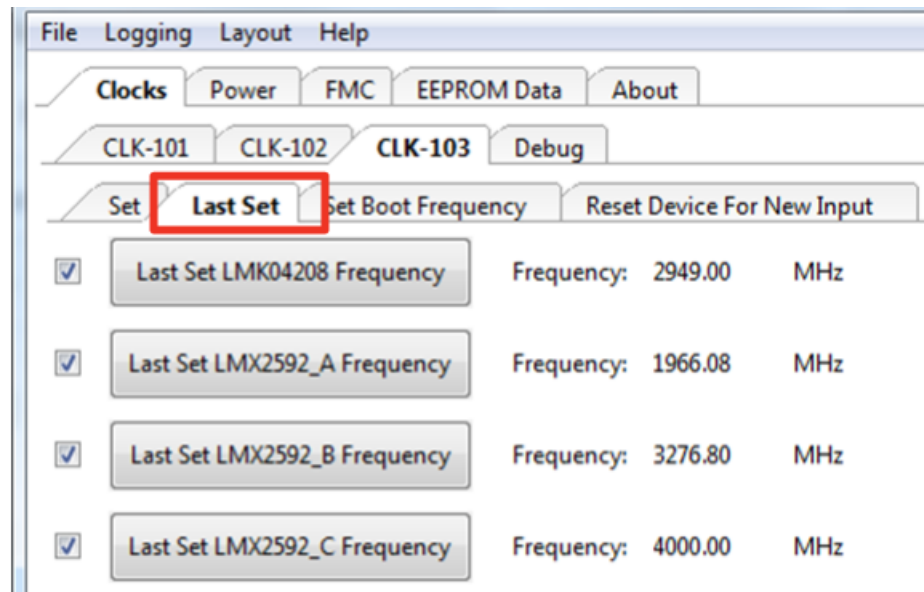 File Logging Layout Help
Clocks Power FMC EEPROM Data About
CLK-101 CLK-102 CLK-103 Debug
Set Last Set Set Boot Frequency Reset Device For New Input
Last Set LMK04208 Frequency Frequency: 2949.00 MHz
Last Set LMX2592_A Frequency Frequency: 1966.08 MHz
Last Set LMX2592_B Frequency Frequency: 3276.80 MHz
Last Set LMX2592_C Frequency Frequency: 4000.00 MHz